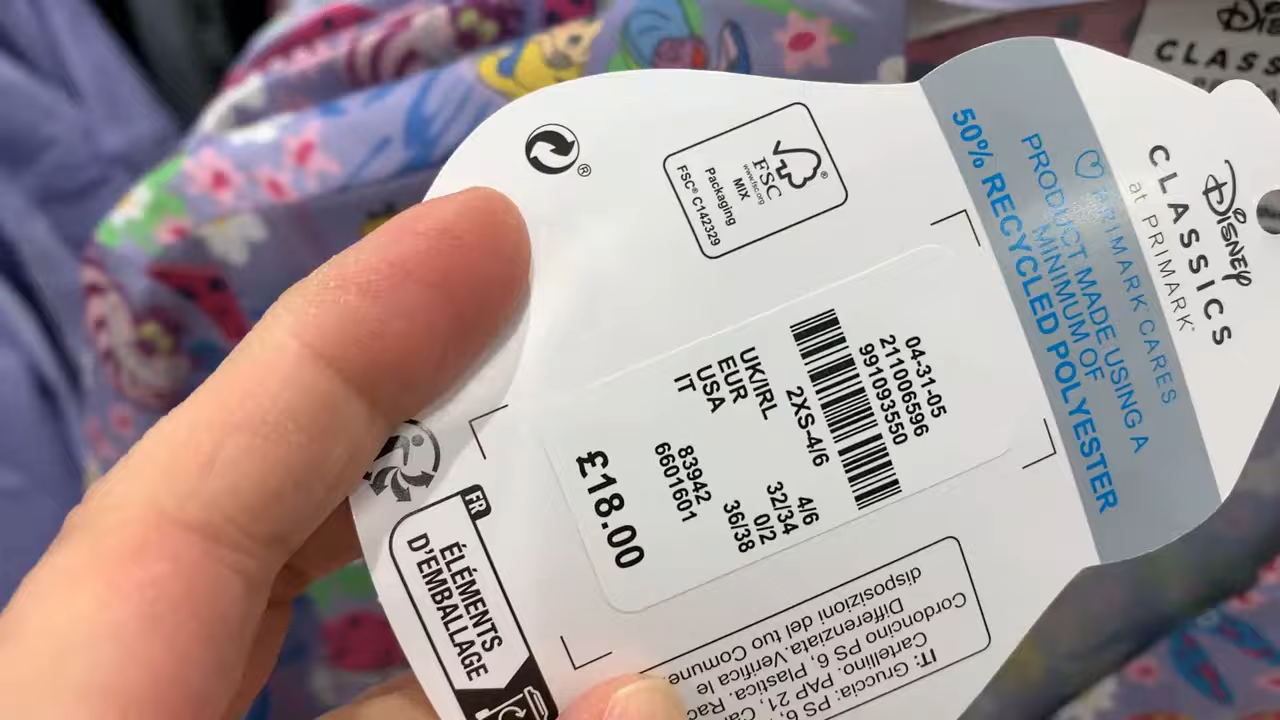 Disney
CLASSICS
at PRIMARK
PRIMARK CARES
PRODUCT MADE USING A
MINIMUM OF
50% RECYCLED POLYESTER
FSC
www.fsc.org
MIX
Packaging
FSC® C142329
04-31-05
211006596
9910093550
2XS-4/6
UK/IRL 4/6
EUR 32/34
USA 0/2
IT 36/38
83942
6601601
£18.00
FR
ÉLÉMENTS
D'EMBALLAGE
IT: Gruccia: PS 6,
Cartellino. PAP 21,
Cordoncino PS 6, Plastica.
Differenziata. Verifica le
disposizioni del tuo Comune
Disney